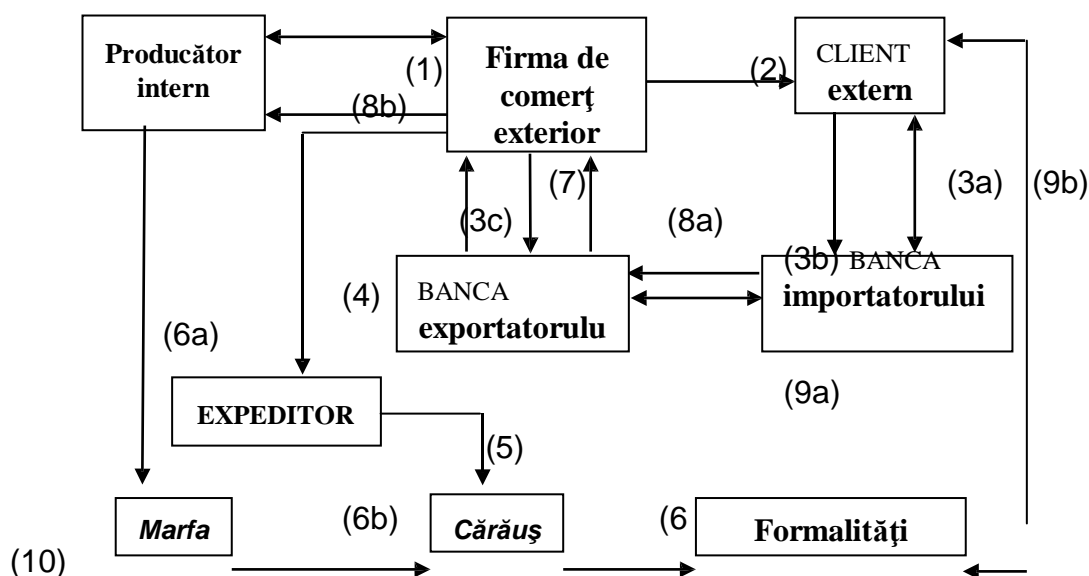 Producător
intern
(1)
Firma de
comerţ
exterior
(2)
CLIENT
extern
(8b)
(3c)
(7)
(8a)
(3a)
(9b)
(4)
BANCA
exportatorulu
(3b)
BANCA
importatorului
(6a)
(9a)
EXPEDITOR
(5)
Marfa
(6b)
Cărăuş
(6
Formalităţi
(10)